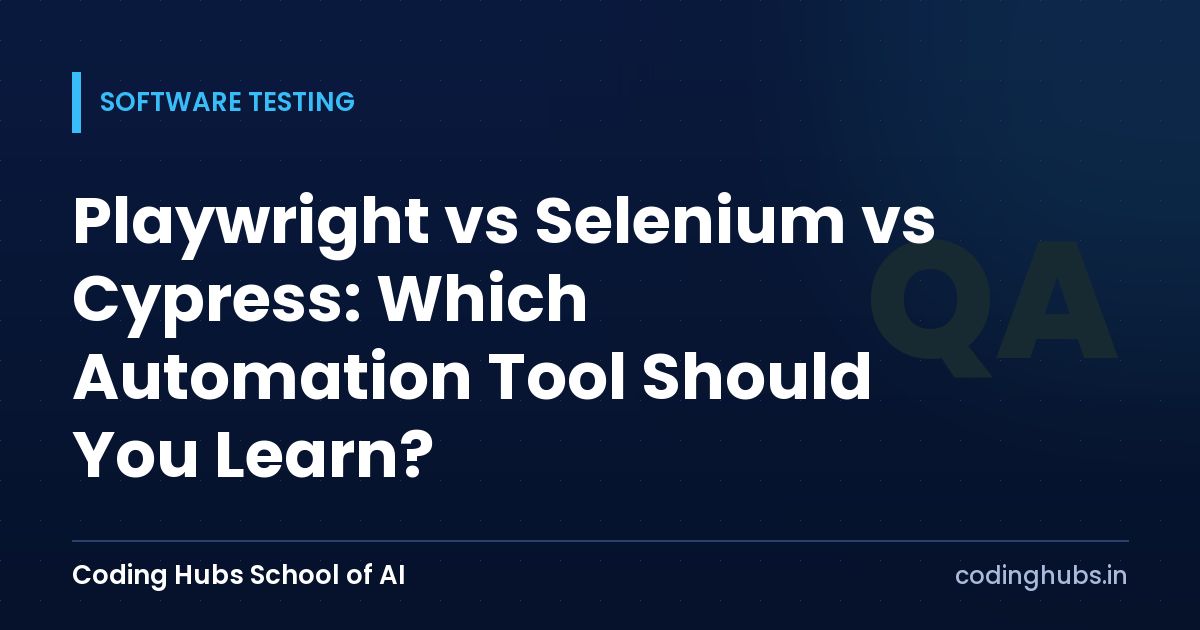 SOFTWARE TESTING
Playwright vs Selenium vs
Cypress: Which
Automation Tool Should
You Learn?
QA
Coding Hubs School of AI
codinghubs.in